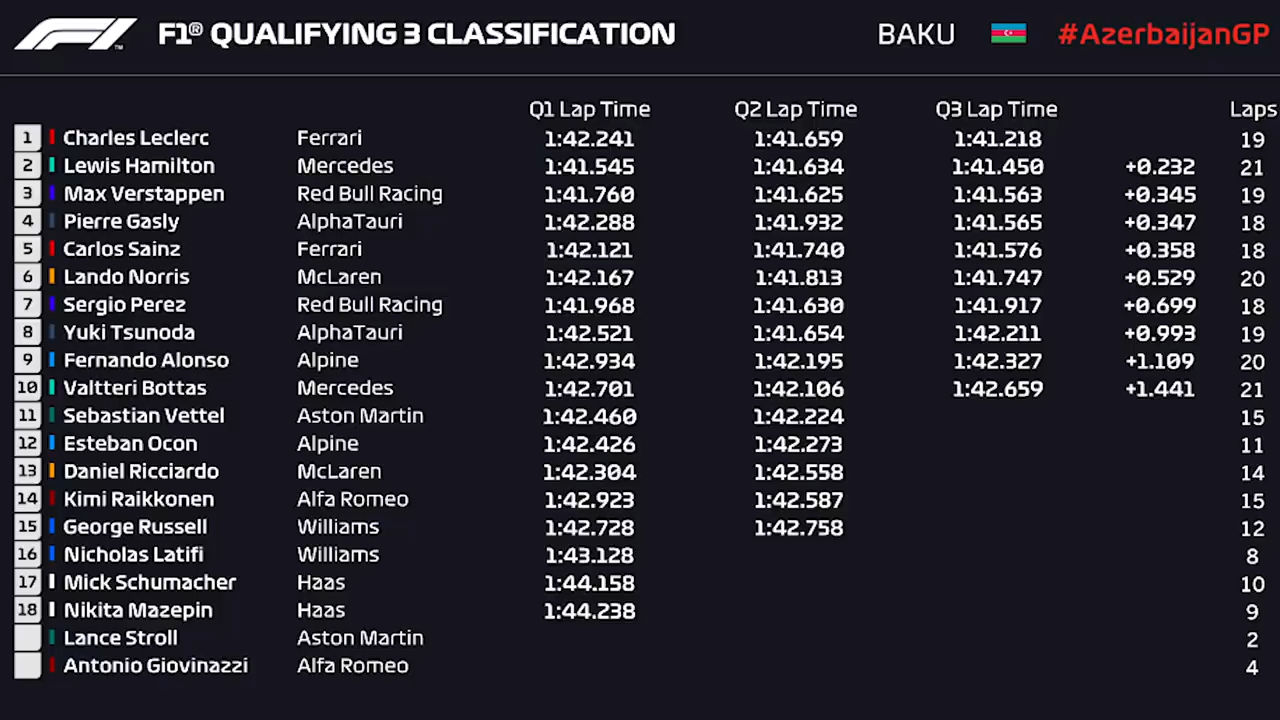 F1® QUALIFYING 3 CLASSIFICATION BAKU #AzerbaijanGP
Q1 Lap Time Q2 Lap Time Q3 Lap Time Laps
1 Charles Leclerc Ferrari 1:42.241 1:41.659 1:41.218 19
2 Lewis Hamilton Mercedes 1:41.545 1:41.634 1:41.450 +0.232 21
3 Max Verstappen Red Bull Racing 1:41.760 1:41.625 1:41.563 +0.345 19
4 Pierre Gasly AlphaTauri 1:42.288 1:41.932 1:41.565 +0.347 18
5 Carlos Sainz Ferrari 1:42.121 1:41.740 1:41.576 +0.358 18
6 Lando Norris McLaren 1:42.167 1:41.813 1:41.747 +0.529 20
7 Sergio Perez Red Bull Racing 1:41.968 1:41.630 1:41.917 +0.699 18
8 Yuki Tsunoda AlphaTauri 1:42.521 1:41.654 1:42.211 +0.993 19
9 Fernando Alonso Alpine 1:42.934 1:42.195 1:42.327 +1.109 20
10 Valtteri Bottas Mercedes 1:42.701 1:42.106 1:42.659 +1.441 21
11 Sebastian Vettel Aston Martin 1:42.460 1:42.224 15
12 Esteban Ocon Alpine 1:42.426 1:42.273 11
13 Daniel Ricciardo McLaren 1:42.304 1:42.558 14
14 Kimi Raikkonen Alfa Romeo 1:42.923 1:42.587 15
15 George Russell Williams 1:42.728 1:42.758 12
16 Nicholas Latifi Williams 1:43.128 8
17 Mick Schumacher Haas 1:44.158 10
18 Nikita Mazepin Haas 1:44.238 9
Lance Stroll Aston Martin 2
Antonio Giovinazzi Alfa Romeo 4